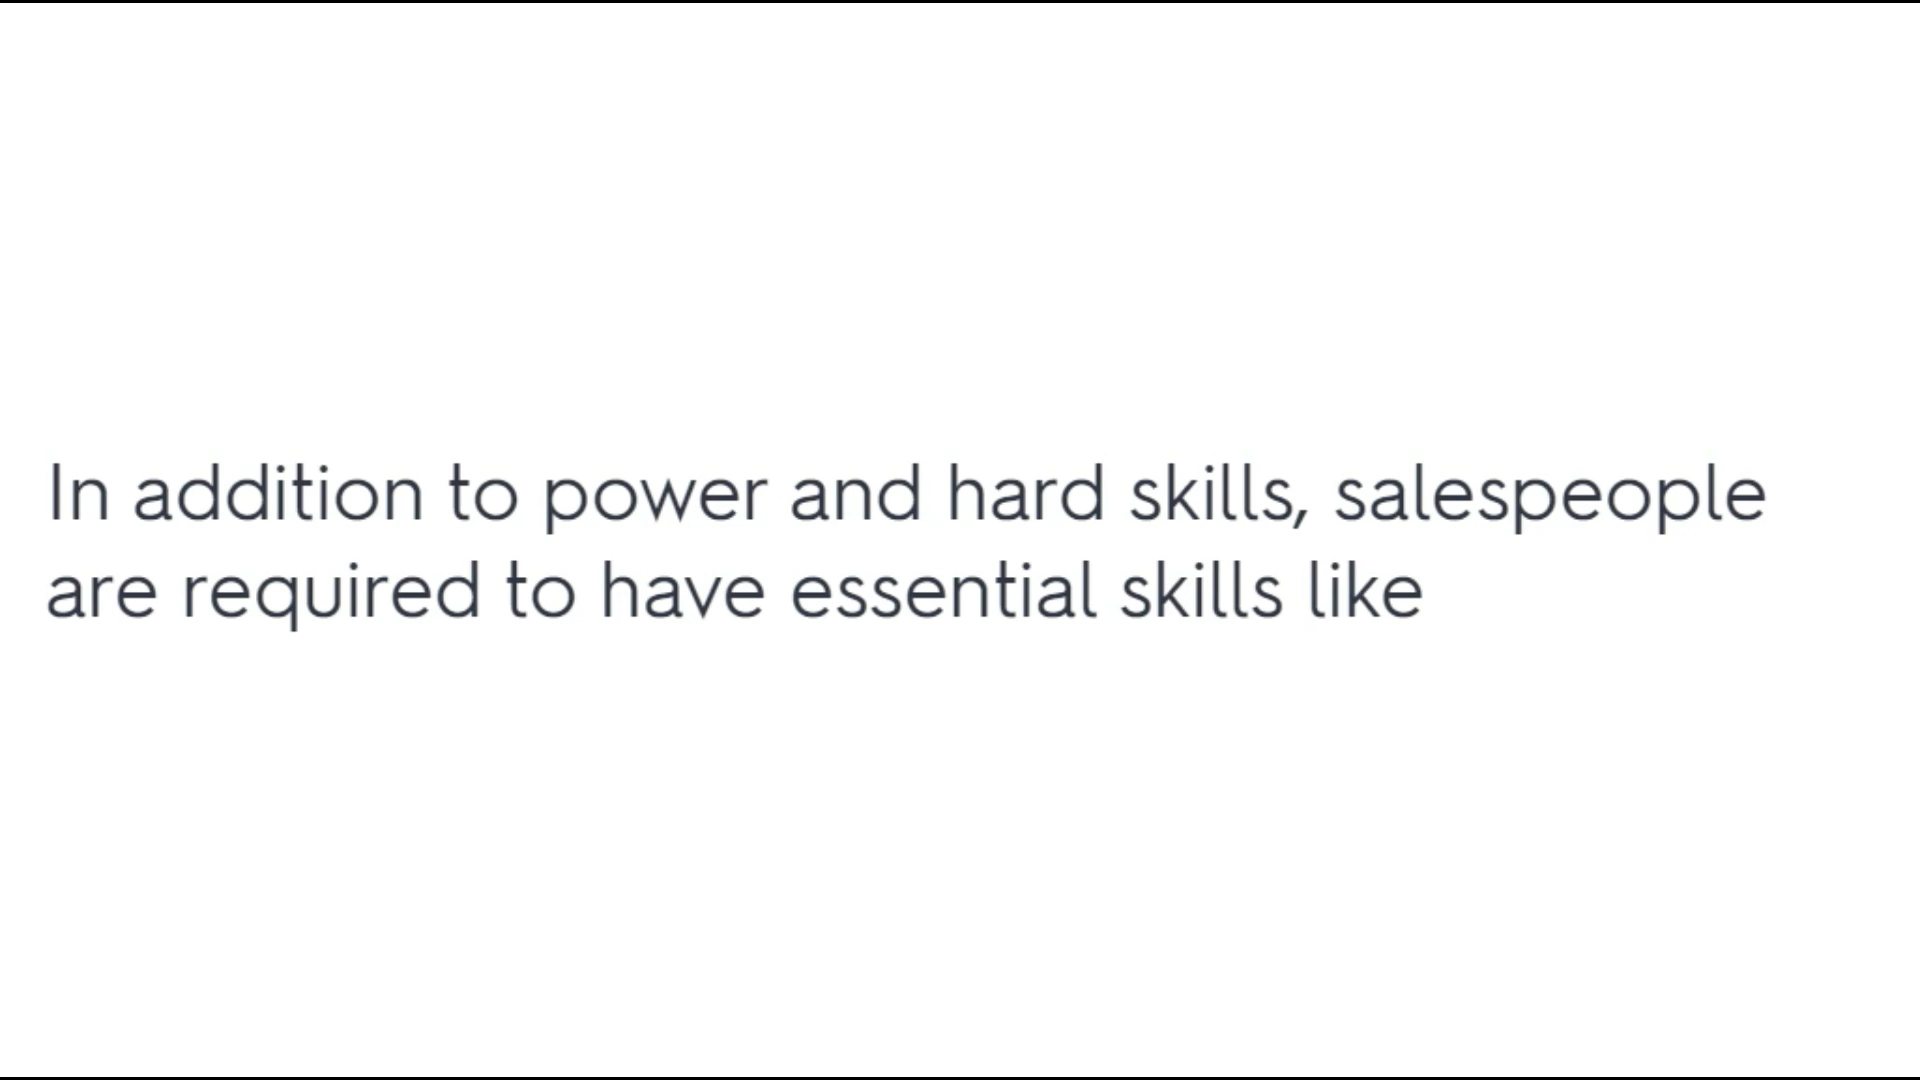 In addition to power and hard skills, salespeople
are required to have essential skills like